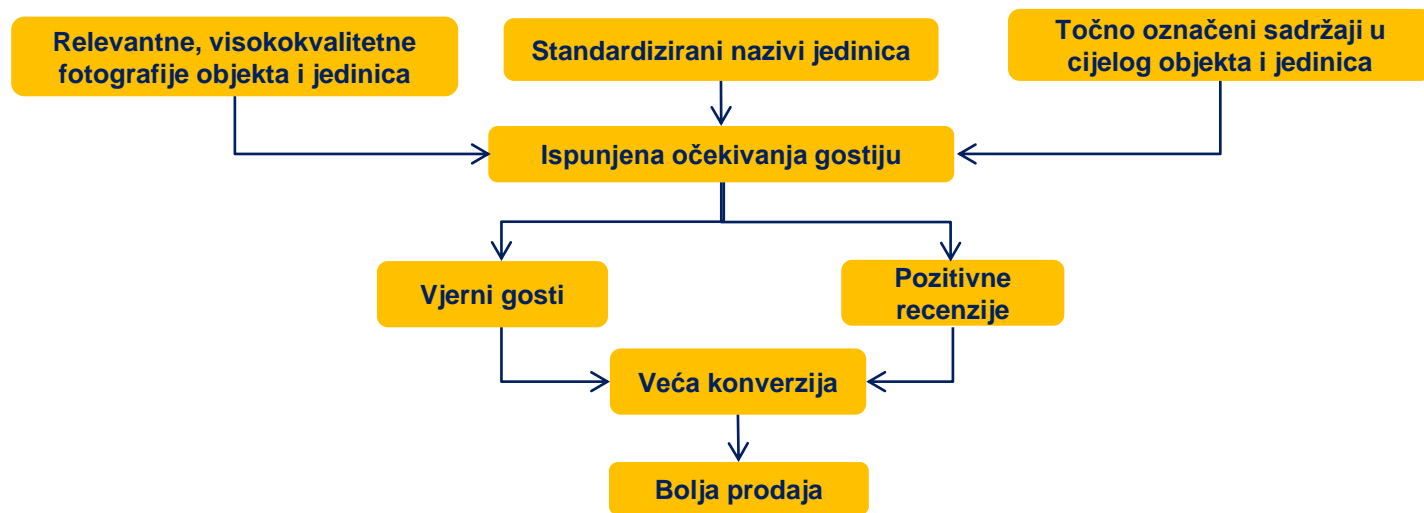 Relevantne, visokokvalitetne
fotografije objekta i jedinica
Standardizirani nazivi jedinica
Točno označeni sadržaji u
cijelog objekta i jedinica
Ispunjena očekivanja gostiju
Vjerni gosti
Pozitivne
recenzije
Veća konverzija
Bolja prodaja